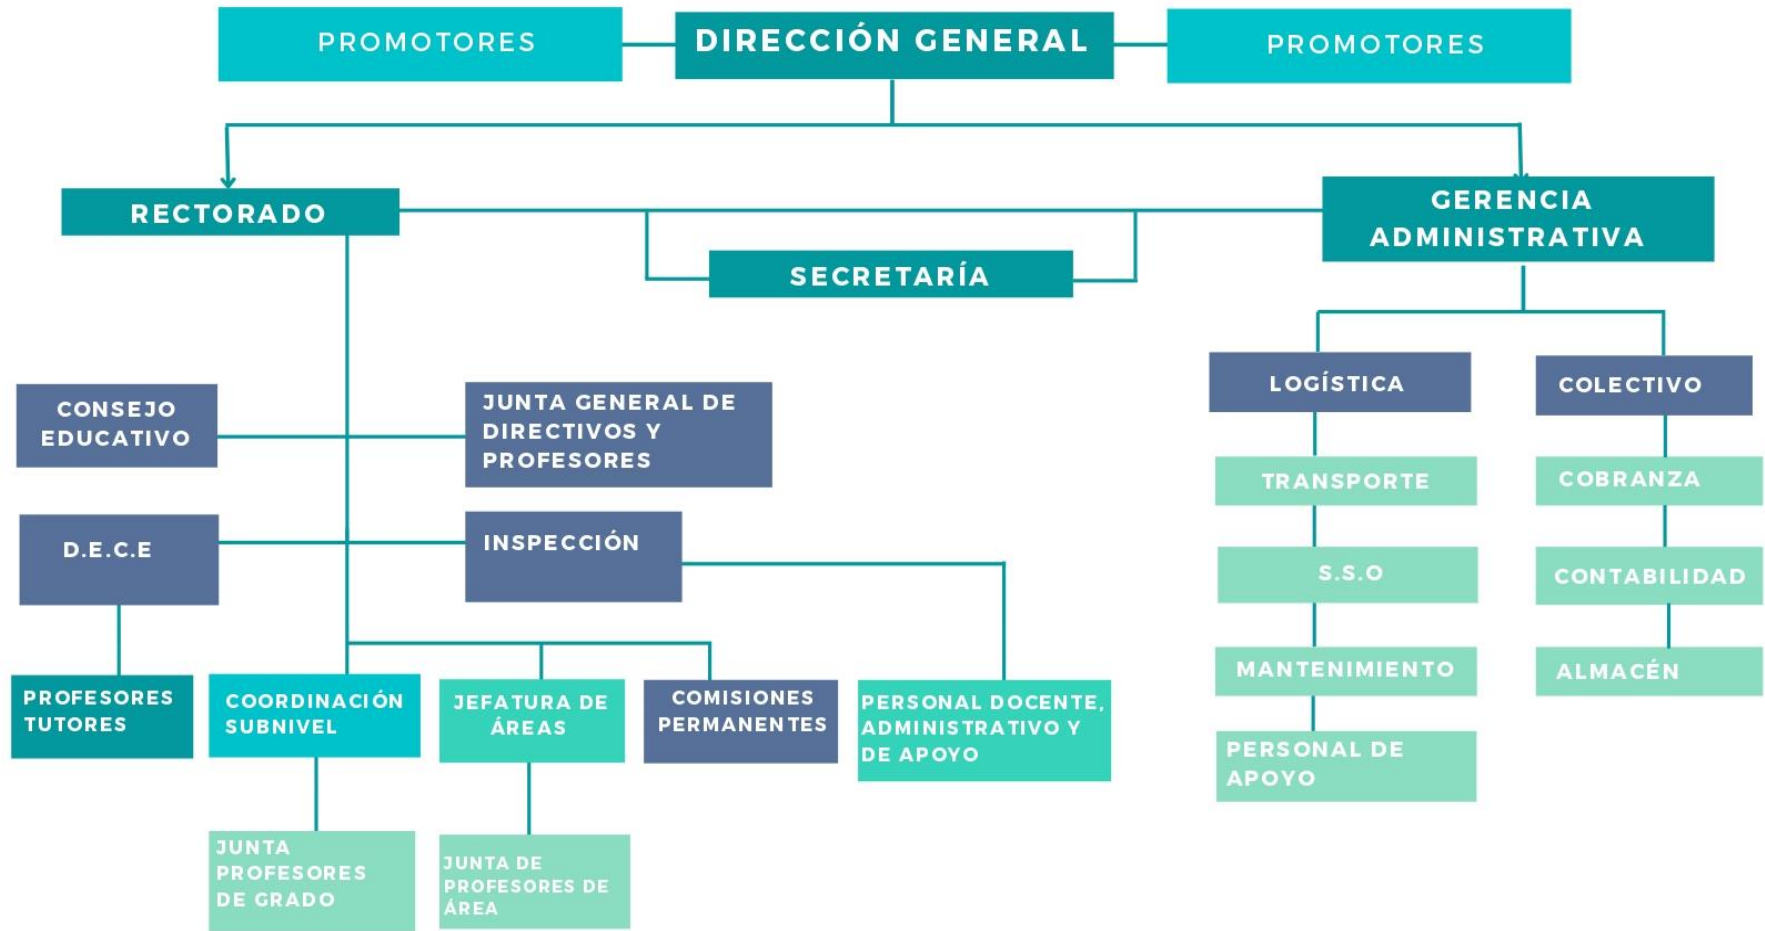 PROMOTORES
DIRECCIÓN GENERAL
PROMOTORES
RECTORADO
GERENCIA
ADMINISTRATIVA
SECRETARÍA
CONSEJO
EDUCATIVO
JUNTA GENERAL DE
DIRECTIVOS Y
PROFESORES
LOGÍSTICA
COLECTIVO
TRANSPORTE
COBRANZA
D.E.C.E
INSPECCIÓN
S.S.O
CONTABILIDAD
MANTENIMIENTO
ALMACÉN
PROFESORES
TUTORES
COORDINACIÓN
SUBNIVEL
JEFATURA DE
ÁREAS
COMISIONES
PERMANENTES
PERSONAL DOCENTE,
ADMINISTRATIVO Y
DE APOYO
PERSONAL DE
APOYO
JUNTA
PROFESORES
DE GRADO
JUNTA DE
PROFESORES DE
ÁREA